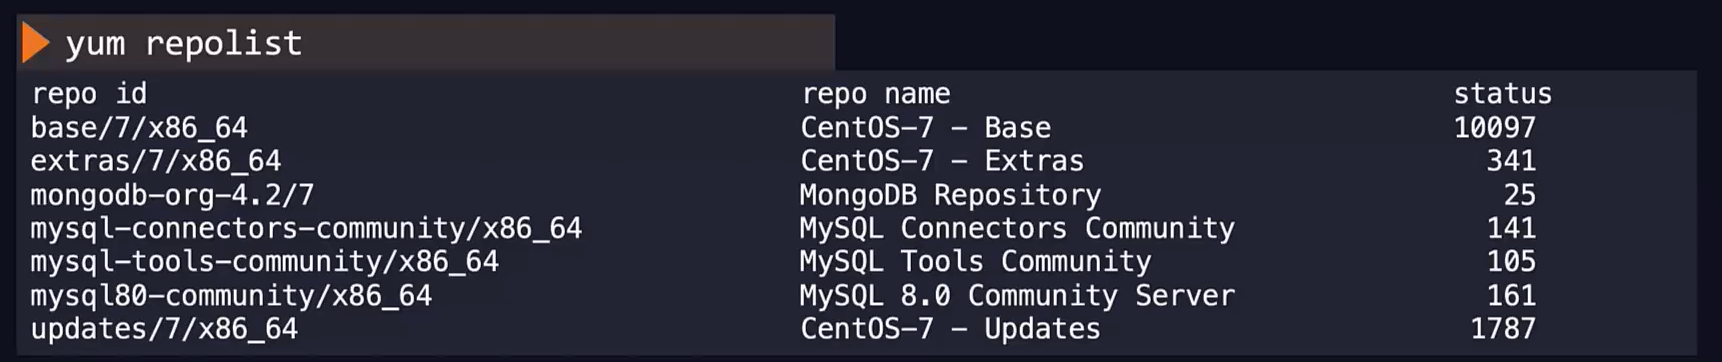 yum repolist
repo id repo name status
base/7/x86_64 CentOS-7 – Base 10097
extras/7/x86_64 CentOS-7 – Extras 341
mongodb-org-4.2/7 MongoDB Repository 25
mysql-connectors-community/x86_64 MySQL Connectors Community 141
mysql-tools-community/x86_64 MySQL Tools Community 105
mysql80-community/x86_64 MySQL 8.0 Community Server 161
updates/7/x86_64 CentOS-7 – Updates 1787